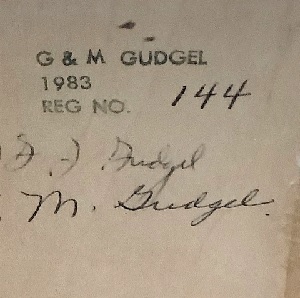 G & M GUDGEL
1983
REG NO. 144
Gudgel
M. Gudgel.